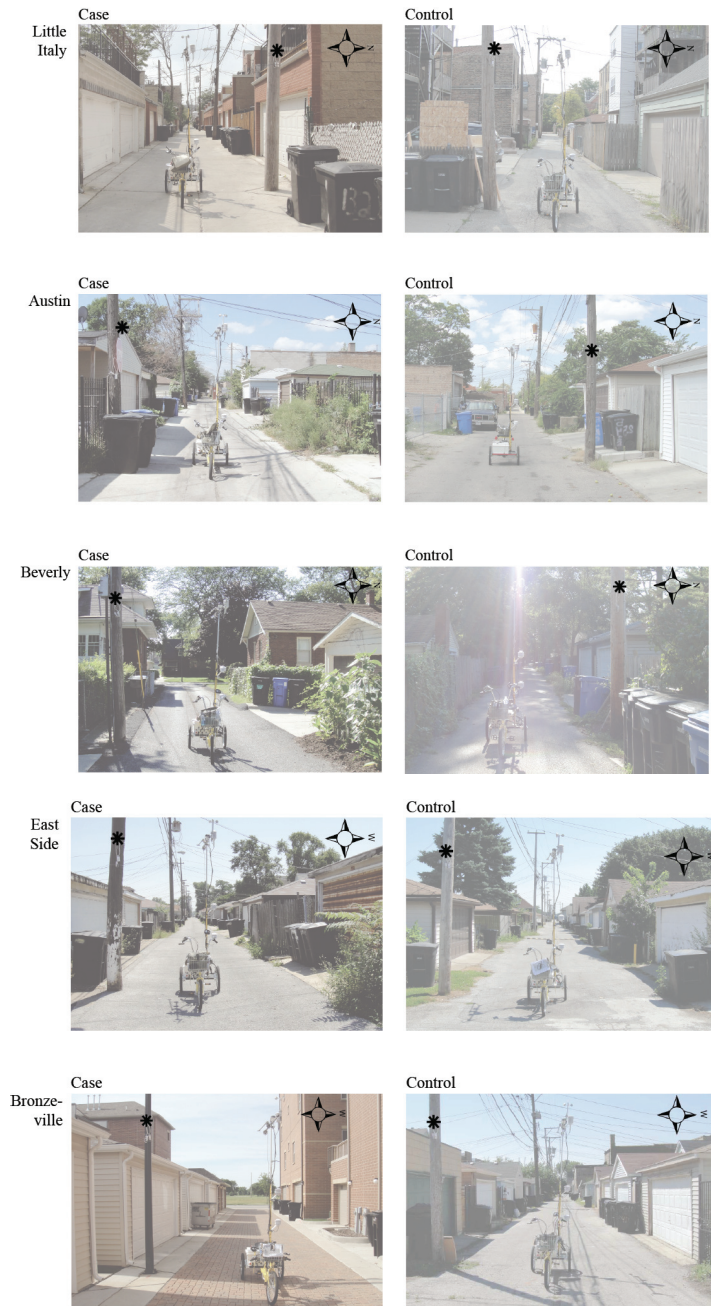 Case
Control
Little
Italy
N
N
Case
Control
Austin
N
N
Case
Control
Beverly
N
N
Case
Control
East
Side
Case
Control
Bronze-
ville